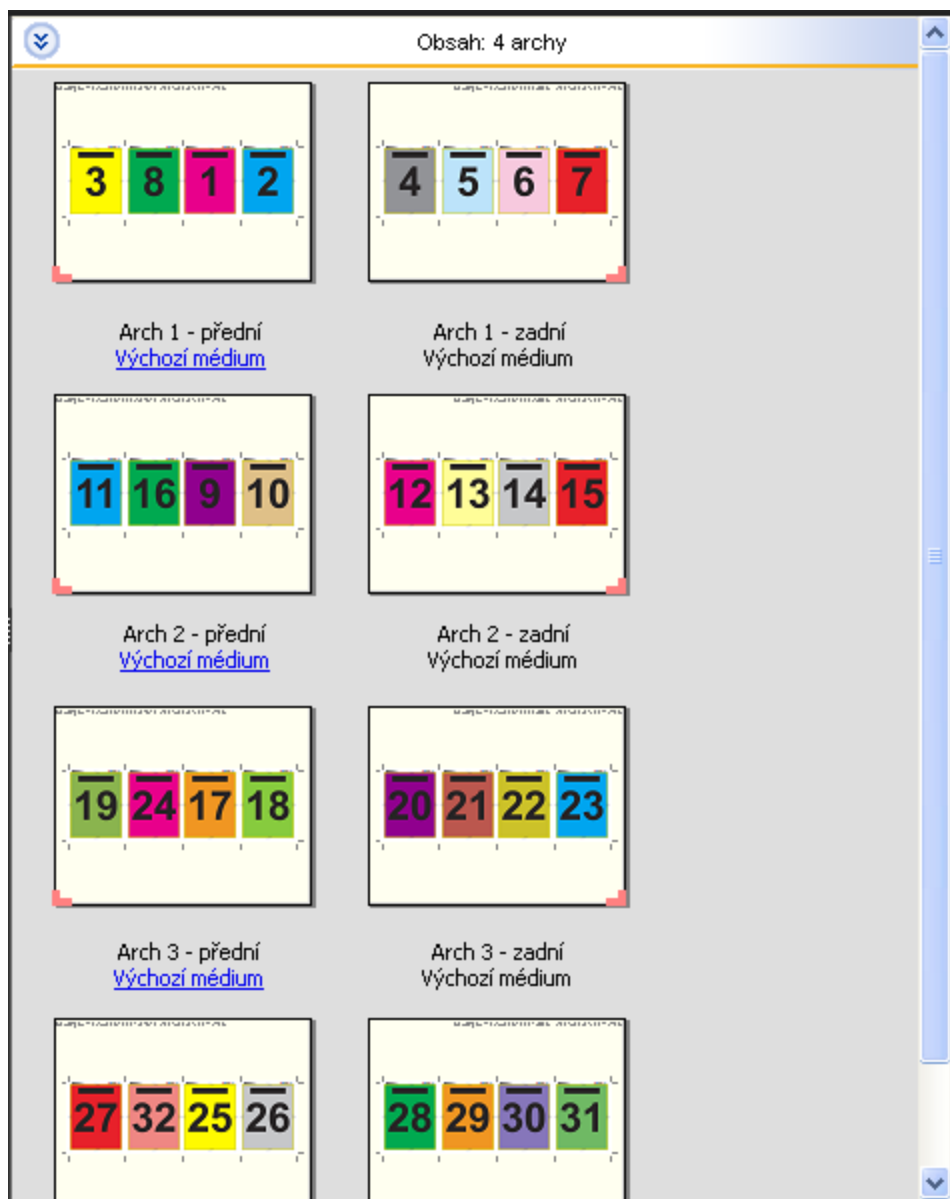 Obsah: 4 archy
3 8 1 2
4 5 6 7
Arch 1 - přední
Výchozí médium
Arch 1 - zadní
Výchozí médium
11 16 9 10
12 13 14 15
Arch 2 - přední
Výchozí médium
Arch 2 - zadní
Výchozí médium
19 24 17 18
20 21 22 23
Arch 3 - přední
Výchozí médium
Arch 3 - zadní
Výchozí médium
27 32 25 26
28 29 30 31